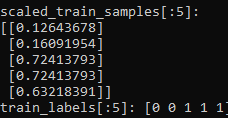 scaled_train_samples[:5]:
[[0.12643678]
 [0.16091954]
 [0.72413793]
 [0.72413793]
 [0.63218391]]
train_labels[:5]: [0 0 1 1 1]